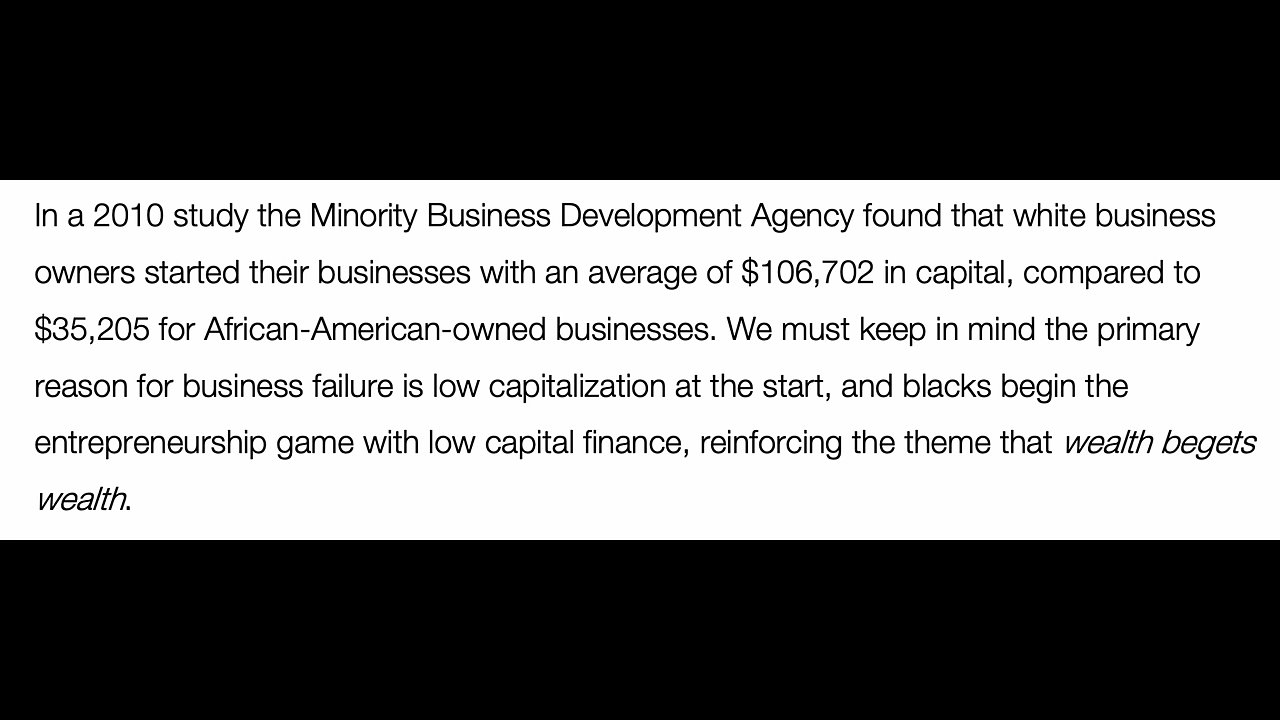 In a 2010 study the Minority Business Development Agency found that white business
owners started their businesses with an average of $106,702 in capital, compared to
$35,205 for African-American-owned businesses. We must keep in mind the primary
reason for business failure is low capitalization at the start, and blacks begin the
entrepreneurship game with low capital finance, reinforcing the theme that wealth begets
wealth.